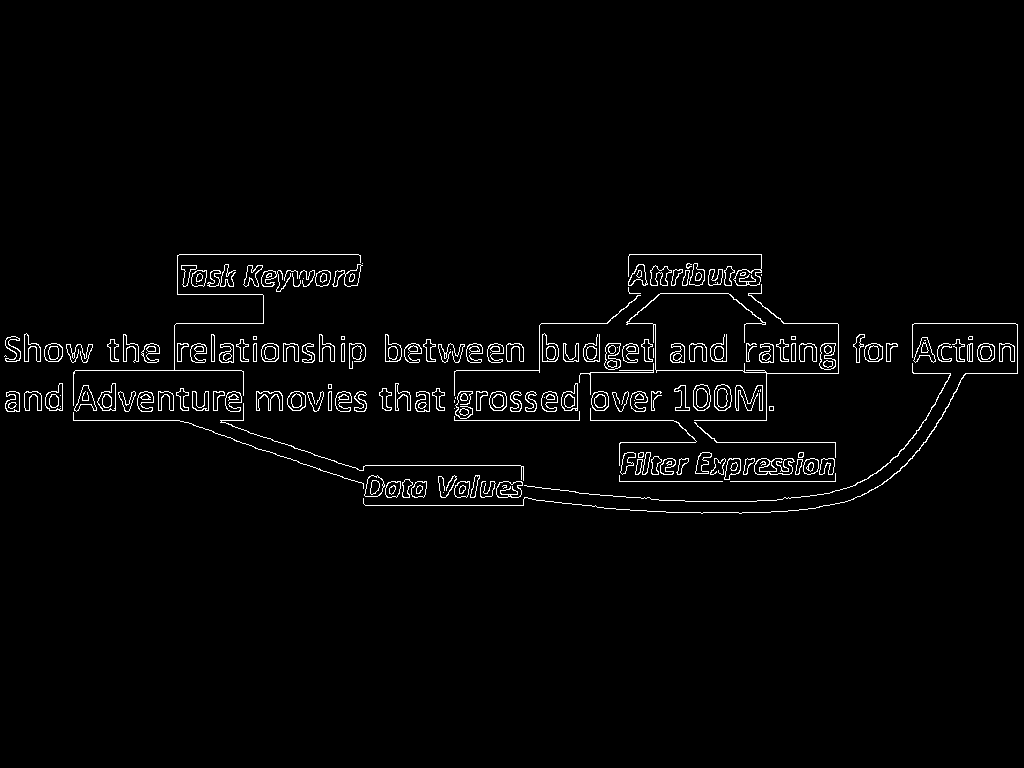 Task Keyword Attributes
Show the relationship between budget and rating for Action
and Adventure movies that grossed over 100M.
Filter Expression
Data Values